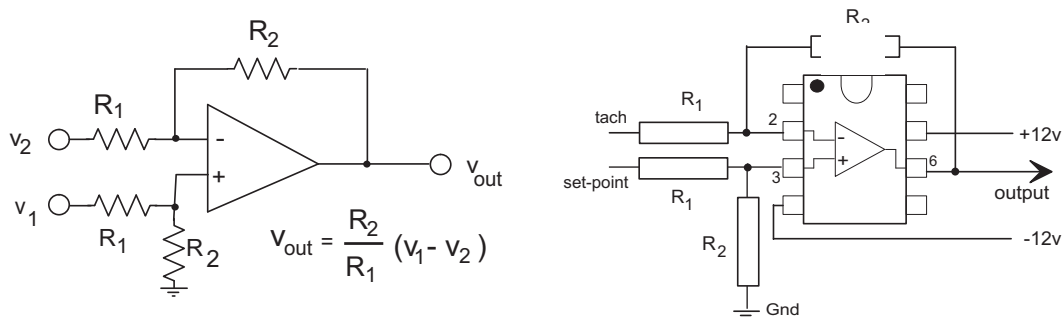 R2
R1
v2
-
+
v1
R1
R2
vout
vout = R2/R1 (v1 - v2)
R1
tach
2
-
+
3
6
+12v
set-point
R1
output
R2
-12v
Gnd